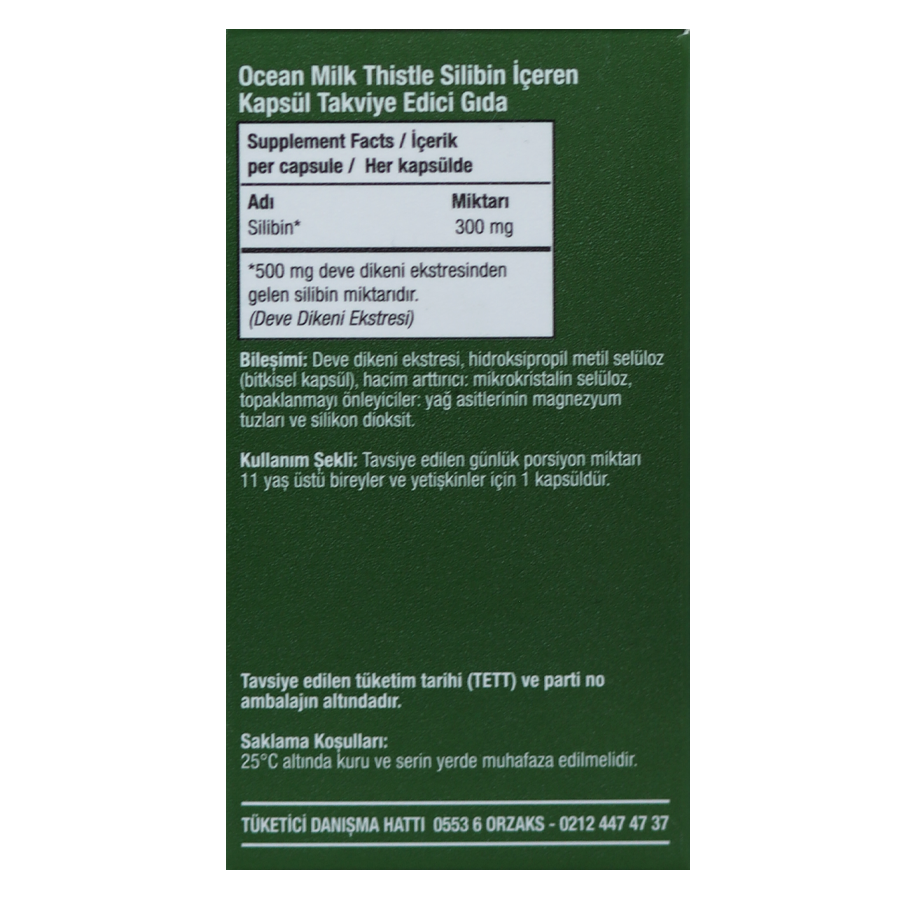 Ocean Milk Thistle Silibin İçeren
Kapsül Takviye Edici Gıda
Supplement Facts / İçerik
per capsule / Her kapsülde
Adı Miktarı
Silibin* 300 mg
*500 mg deve dikeni ekstresinden
gelen silibin miktarıdır.
(Deve Dikeni Ekstresi)
Bileşimi: Deve dikeni ekstresi, hidroksipropil metil selüloz
(bitkisel kapsül), hacim arttırıcı: mikrokristalin selüloz,
topaklanmayı önleyiciler: yağ asitlerinin magnezyum
tuzları ve silikon dioksit.
Kullanım Şekli: Tavsiye edilen günlük porsiyon miktarı
11 yaş üstü bireyler ve yetişkinler için 1 kapsüldür.
Tavsiye edilen tüketim tarihi (TETT) ve parti no
ambalajın altındadır.
Saklama Koşulları:
25°C altında kuru ve serin yerde muhafaza edilmelidir.
TÜKETİCİ DANIŞMA HATTI 0553 6 ORZAKS - 0212 447 47 37